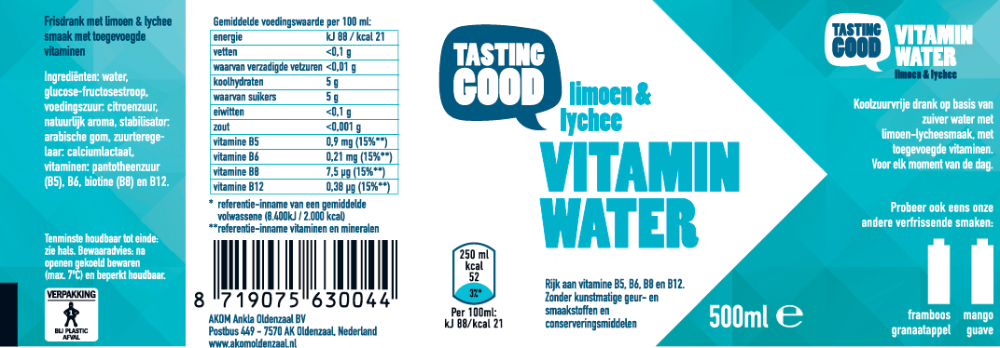 Frisdrank met limoen & lychee
smaak met toegevoegde
vitaminen
Ingrediënten: water,
glucose-fructosestroop,
voedingszuur: citroenzuur,
natuurlijk aroma, stabilisator:
arabische gom, zuurterege-
laar: calciumlactaat,
vitaminen: pantotheenzuur
(B5), B6, biotine (B8) en B12.
Tenminste houdbaar tot einde:
zie hals. Bewaaradvies: na
openen gekoeld bewaren
(max. 7°C) en beperkt houdbaar.
VERPAKKING
BIJ PLASTIC
AFVAL
Gemiddelde voedingswaarde per 100 ml:
energie kJ 88 / kcal 21
vetten <0,1 g
waarvan verzadigde vetzuren <0,01 g
koolhydraten 5 g
waarvan suikers 5 g
eiwitten <0,1 g
zout <0,001 g
vitamine B5 0,9 mg (15%**)
vitamine B6 0,21 mg (15%**)
vitamine B8 7,5 µg (15%**)
vitamine B12 0,38 µg (15%**)
* referentie-inname van een gemiddelde
volwassene (8.400kJ / 2.000 kcal)
**referentie-inname vitaminen en mineralen
8 719075 630044
AKOM Ankla Oldenzaal BV
Postbus 449 - 7570 AK Oldenzaal, Nederland
www.akomoldenzaal.nl
TASTING
GOOD
limoen &
lychee
VITAMIN
WATER
250 ml
kcal
52
3%*
Per 100ml:
kJ 88/kcal 21
Rijk aan vitamine B5, B6, B8 en B12.
Zonder kunstmatige geur- en
smaakstoffen en
conserveringsmiddelen
500ml e
TASTING
GOOD
VITAMIN
WATER
limoen & lychee
Koolzuurvrije drank op basis van
zuiver water met
limoen-lycheesmaak, met
toegevoegde vitaminen.
Voor elk moment van de dag.
Probeer ook eens onze
andere verfrissende smaken:
framboos
granaatappel
mango
guave